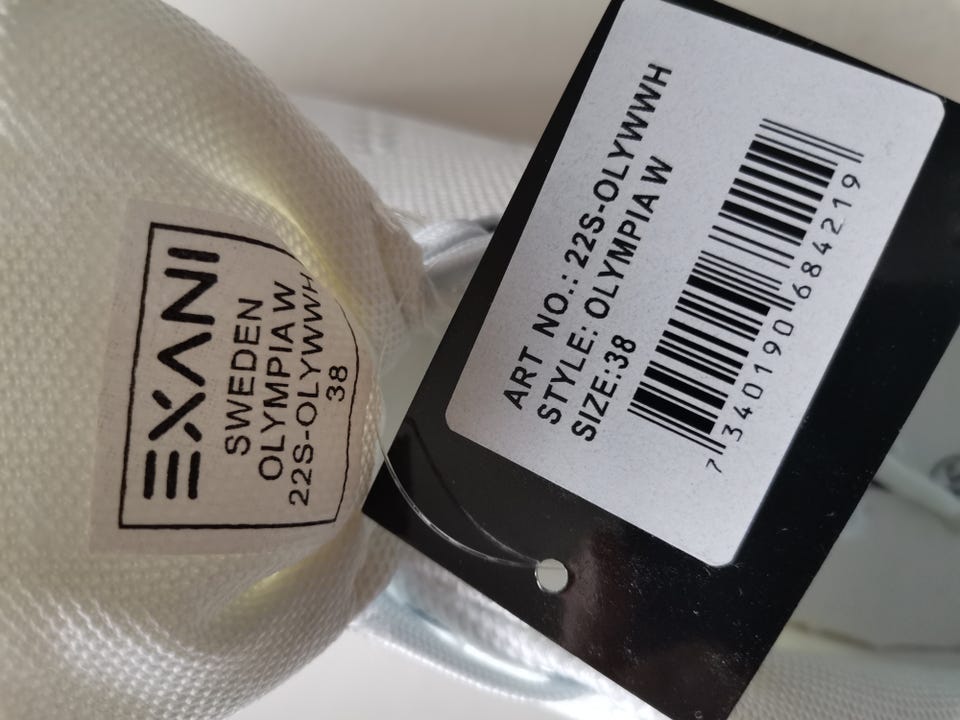 EXANI
SWEDEN
OLYMPIA W
22S-OLYWWH
38
ART NO.: 22S-OLYWWH
STYLE: OLYMPIA W
SIZE:38
7 340190 684219